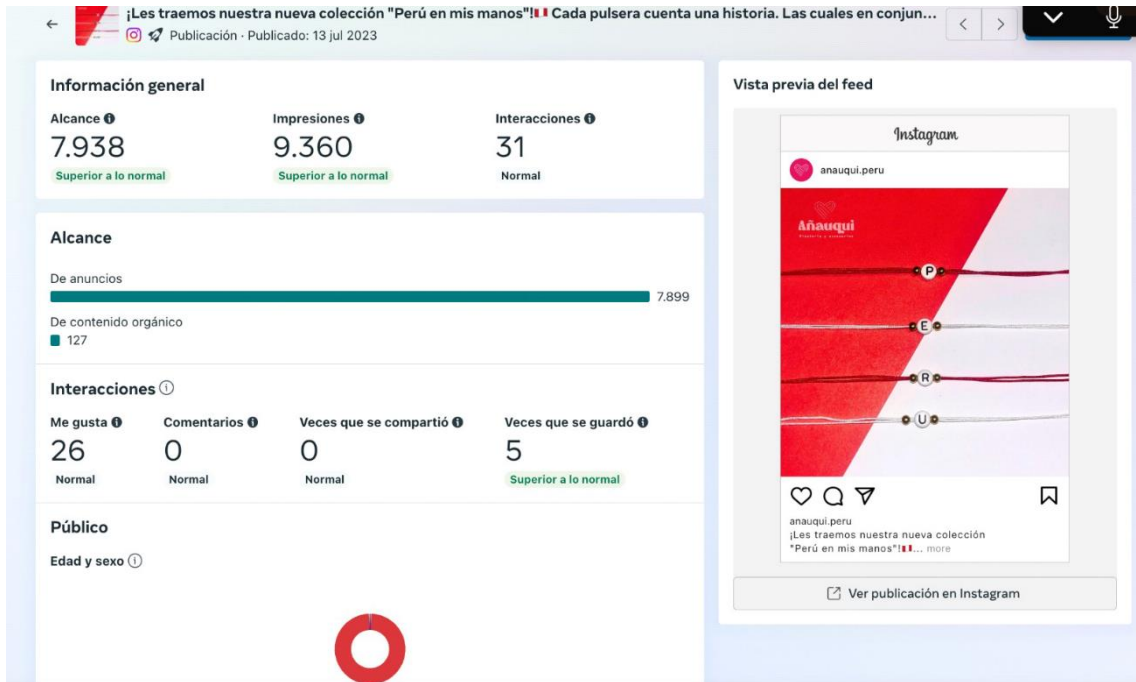 ¡Les traemos nuestra nueva colección "Perú en mis manos"!🇵🇪 Cada pulsera cuenta una historia. Las cuales en conjun...
Publicación · Publicado: 13 jul 2023
Información general
Alcance
Impresiones
Interacciones
7.938
9.360
31
Superior a lo normal
Superior a lo normal
Normal
Alcance
De anuncios
7.899
De contenido orgánico
127
Interacciones
Me gusta
Comentarios
Veces que se compartió
Veces que se guardó
26
0
0
5
Normal
Normal
Normal
Superior a lo normal
Público
Edad y sexo
Vista previa del feed
Instagram
anauqui.peru
Añauqui
P
E
R
U
anauqui.peru
¡Les traemos nuestra nueva colección
"Perú en mis manos"!🇵🇪... more
Ver publicación en Instagram